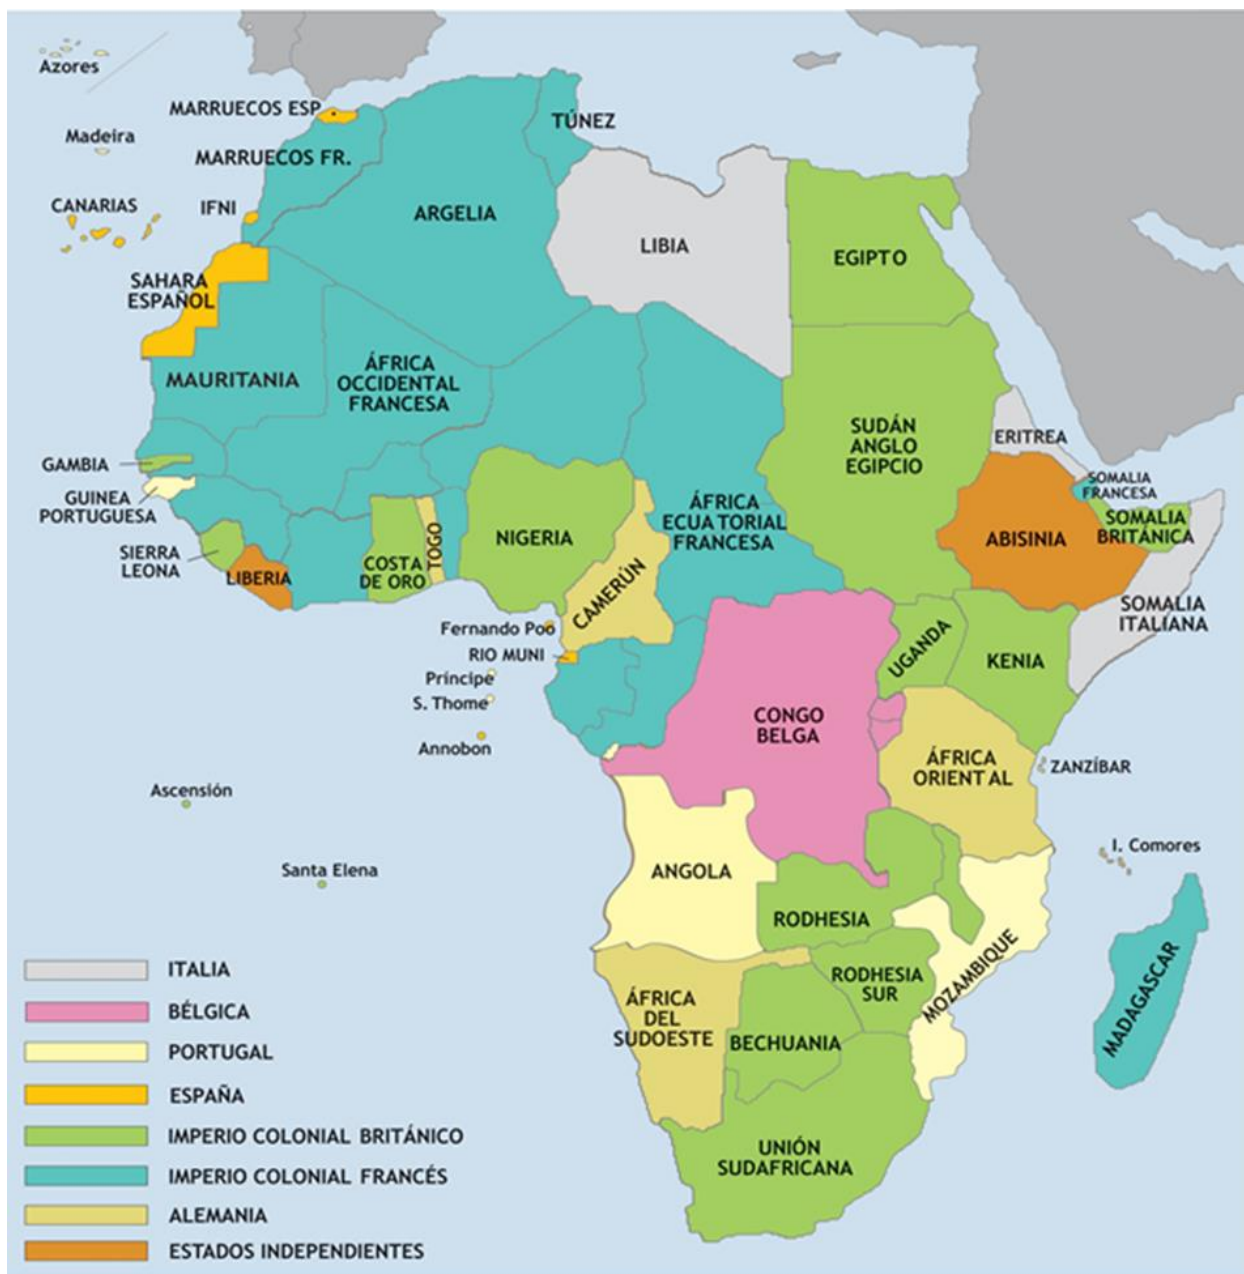 Azores
MARRUECOS ESP
TÚNEZ
Madeira
MARRUECOS FR.
CANARIAS
IFNI
ARGELIA
LIBIA
EGIPTO
SAHARA
ESPAÑOL
MAURITANIA
ÁFRICA
OCCIDENTAL
FRANCESA
SUDÁN
ANGLO
EGIPCIO
ERITREA
GAMBIA
SOMALIA
FRANCESA
GUINEA
PORTUGUESA
ÁFRICA
ECUATORIAL
FRANCESA
SOMALIA
BRITÁNICA
NIGERIA
ABISINIA
SIERRA
LEONA
LIBERIA
COSTA
DE ORO
TOGO
CAMERÚN
SOMALIA
ITALIANA
Fernando Poo
RIO MUNI
UGANDA
KENIA
Príncipe
S. Thome
CONGO
BELGA
Annobon
ÁFRICA
ORIENTAL
ZANZÍBAR
Ascensión
I. Comores
Santa Elena
ANGOLA
RODHESIA
MOZAMBIQUE
MADAGASCAR
RODHESIA
SUR
ÁFRICA
DEL
SUDOESTE
BECHUANIA
UNIÓN
SUDAFRICANA
ITALIA
BÉLGICA
PORTUGAL
ESPAÑA
IMPERIO COLONIAL BRITÁNICO
IMPERIO COLONIAL FRANCÉS
ALEMANIA
ESTADOS INDEPENDIENTES